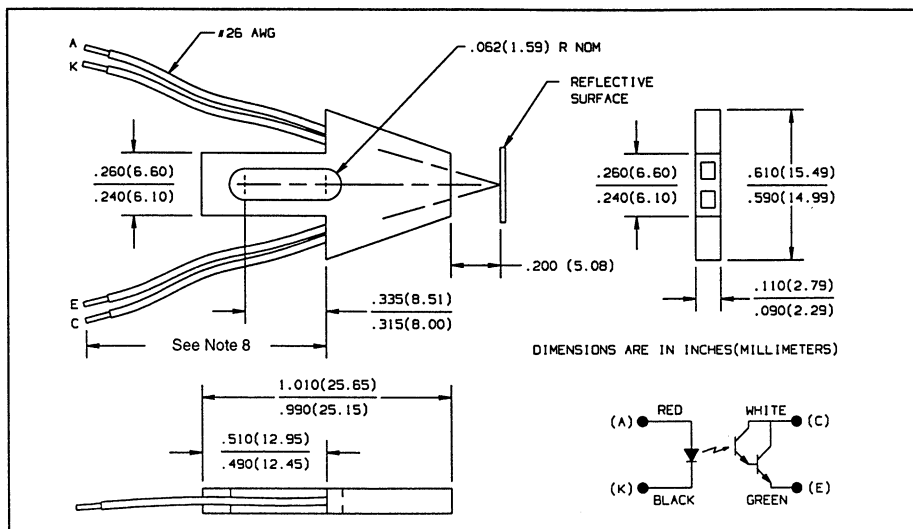 #26 AWG
A
K
.062(1.59) R NOM
REFLECTIVE
SURFACE
.260(6.60)
.240(6.10)
.260(6.60)
.240(6.10)
.610(15.49)
.590(14.99)
.200 (5.08)
E
C
.335(8.51)
.315(8.00)
.110(2.79)
.090(2.29)
See Note 8
DIMENSIONS ARE IN INCHES(MILLIMETERS)
1.010(25.65)
.990(25.15)
.510(12.95)
.490(12.45)
RED
WHITE
(A)
(C)
(K)
(E)
BLACK
GREEN